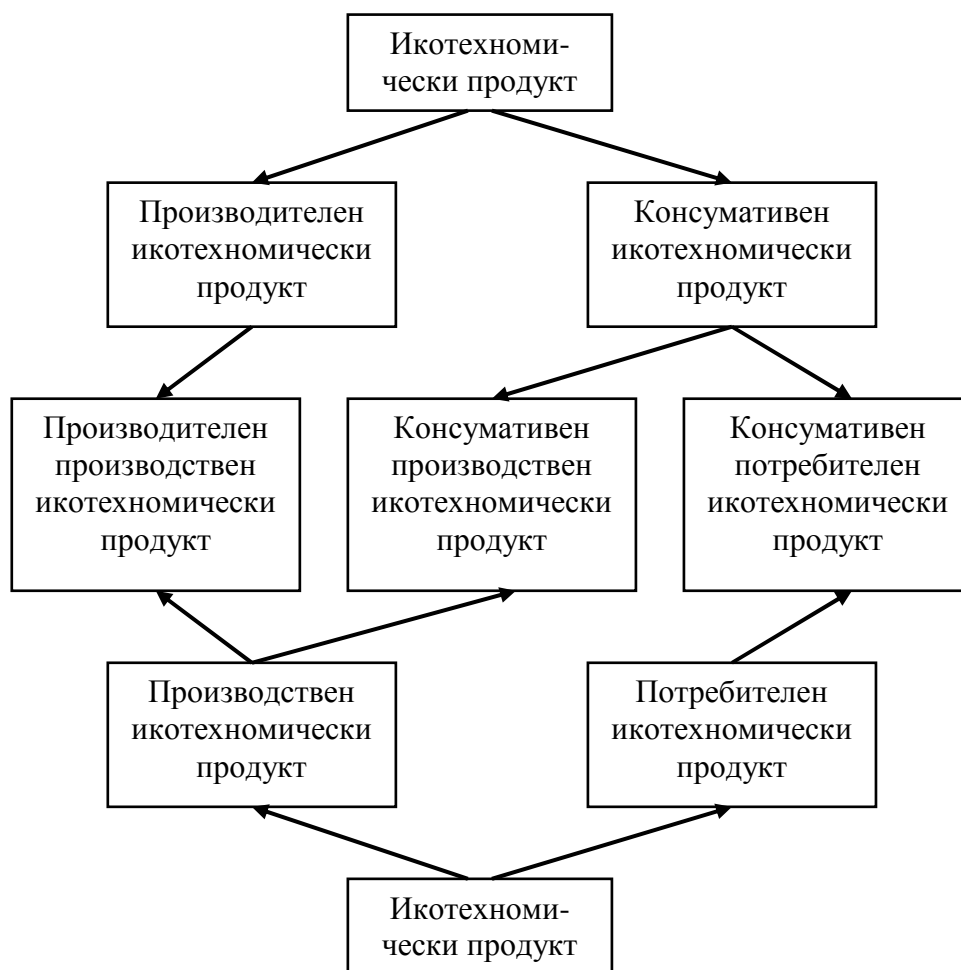 Икотехноми-
чески продукт
Производителен
икотехномически
продукт
Консумативен
икотехномически
продукт
Производителен
производствен
икотехномически
продукт
Консумативен
производствен
икотехномически
продукт
Консумативен
потребителен
икотехномически
продукт
Производствен
икотехномически
продукт
Потребителен
икотехномически
продукт
Икотехноми-
чески продукт